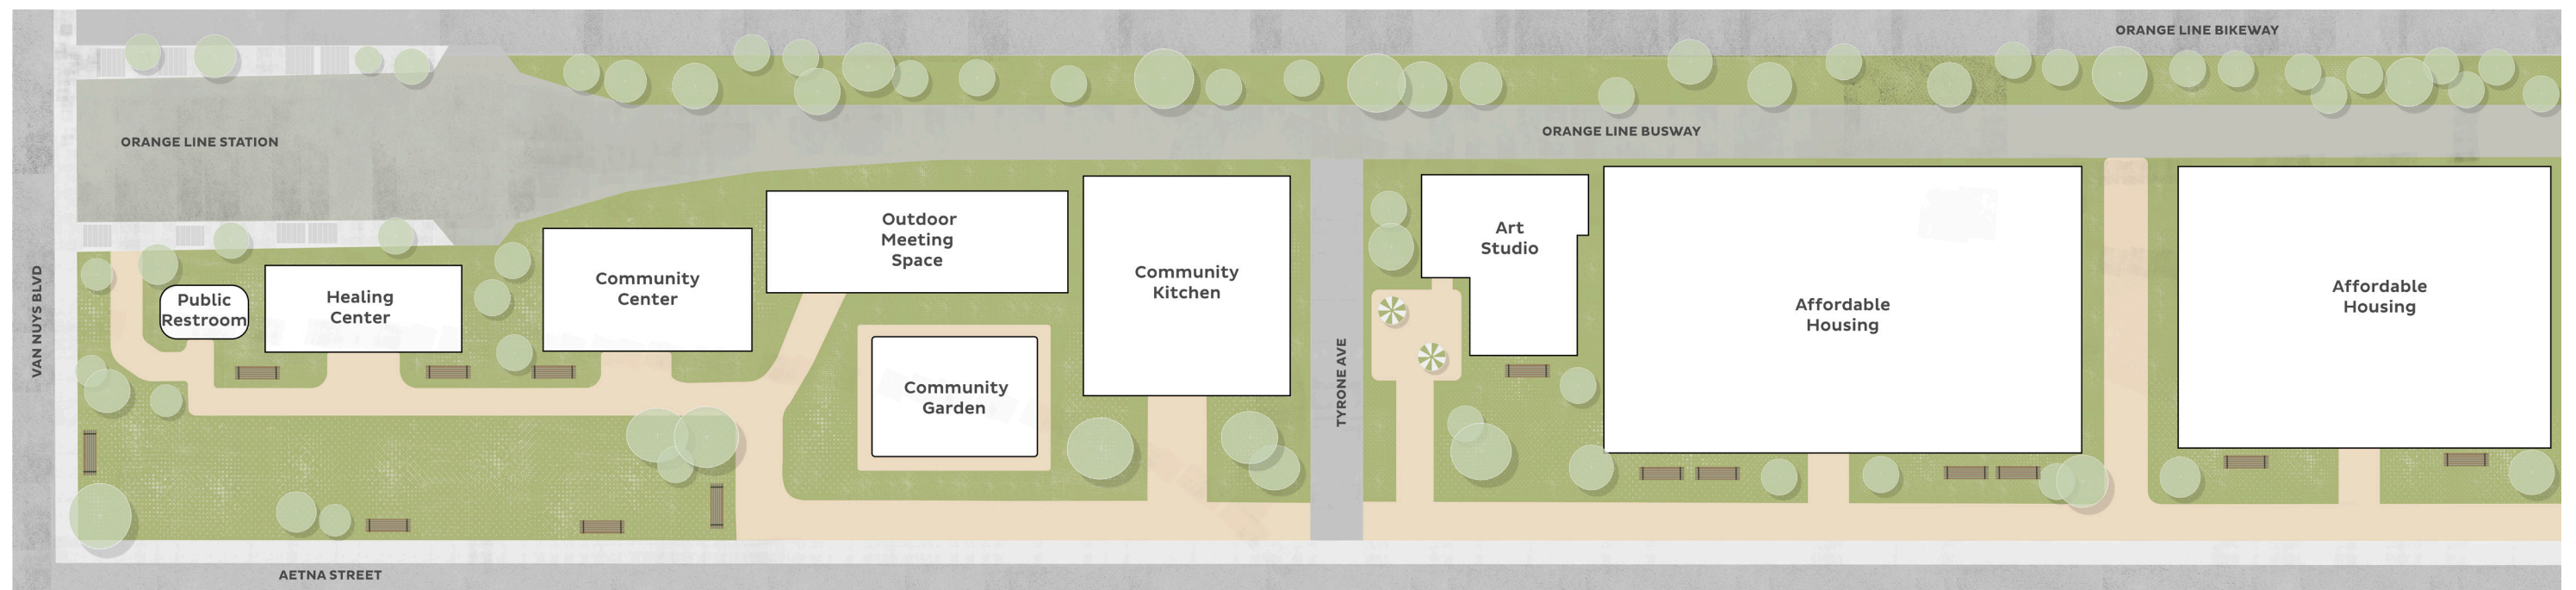 ORANGE LINE BIKEWAY
ORANGE LINE STATION
ORANGE LINE BUSWAY
VAN NUYS BLVD
Public
Restroom
Healing
Center
Community
Center
Outdoor
Meeting
Space
Community
Garden
Community
Kitchen
TYRONE AVE
Art
Studio
Affordable
Housing
Affordable
Housing
AETNA STREET